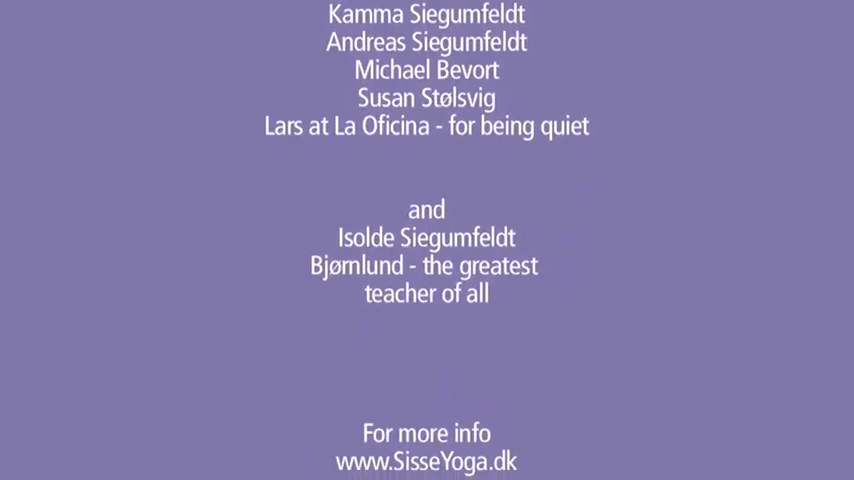 Kamma Siegumfeldt
Andreas Siegumfeldt
Michael Bevort
Susan Stølsvig
Lars at La Oficina - for being quiet
and
Isolde Siegumfeldt
Bjørnlund - the greatest
teacher of all
For more info
www.SisseYoga.dk